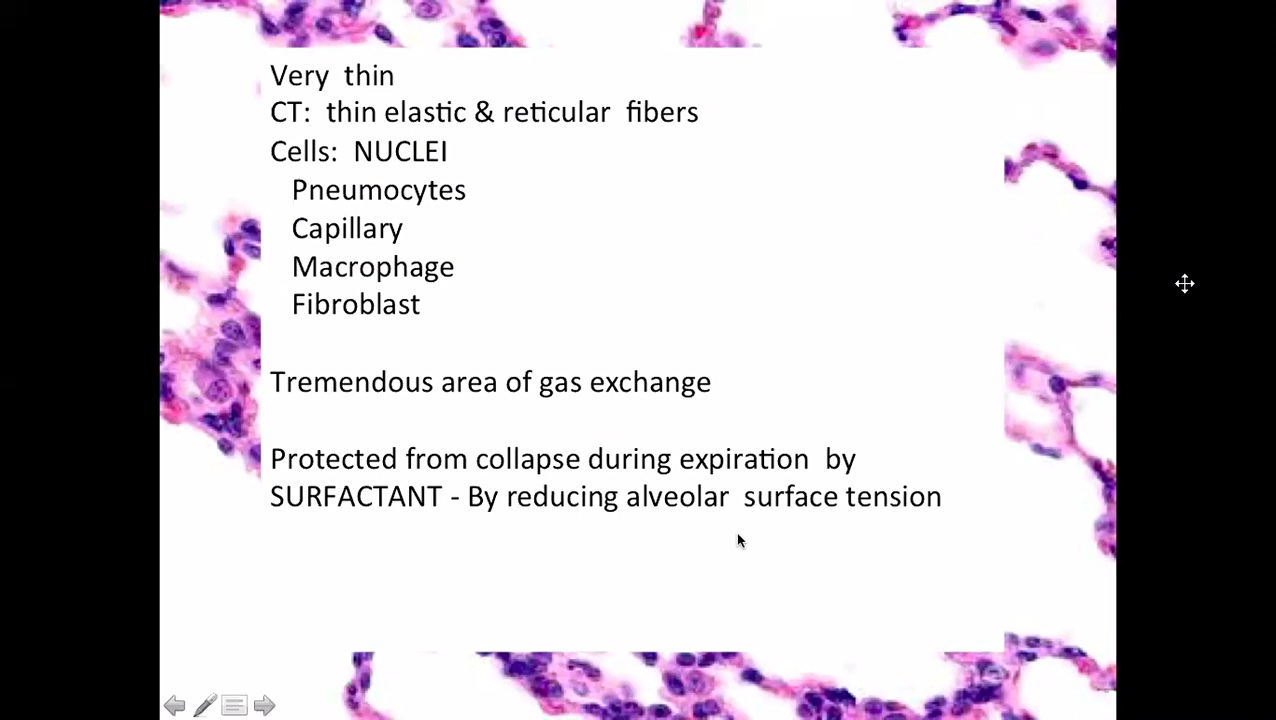 Very thin
CT: thin elastic & reticular fibers
Cells: NUCLEI
Pneumocytes
Capillary
Macrophage
Fibroblast
Tremendous area of gas exchange
Protected from collapse during expiration by
SURFACTANT - By reducing alveolar surface tension